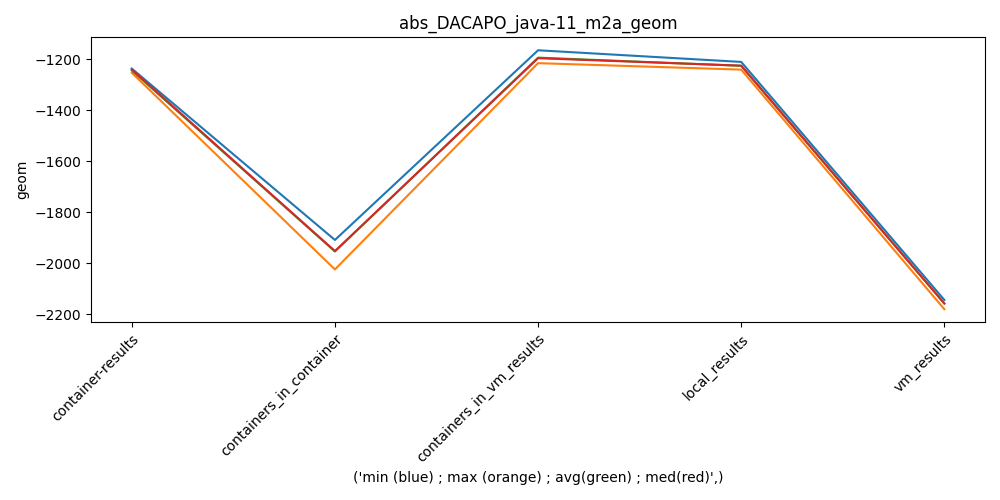 abs_DACAPO_java-11_m2a_geom
geom
−1200
−1400
−1600
−1800
−2000
−2200
container-results
containers_in_container
containers_in_vm_results
local_results
vm_results
('min (blue) ; max (orange) ; avg(green) ; med(red)',)